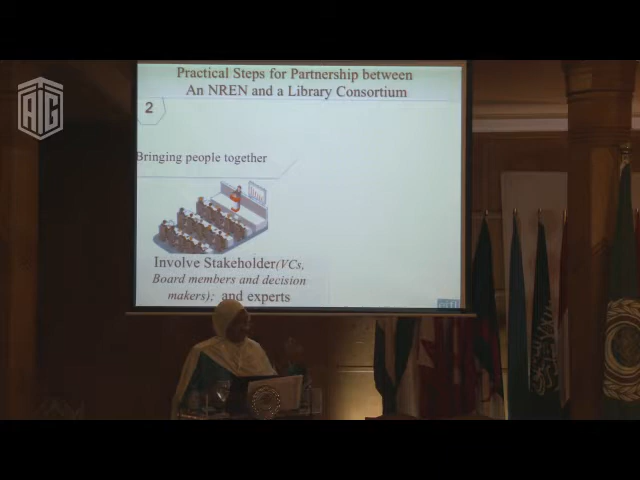 AIG
Practical Steps for Partnership between
An NREN and a Library Consortium
2
Bringing people together
Involve Stakeholder(VCs,
Board members and decision
makers); and experts